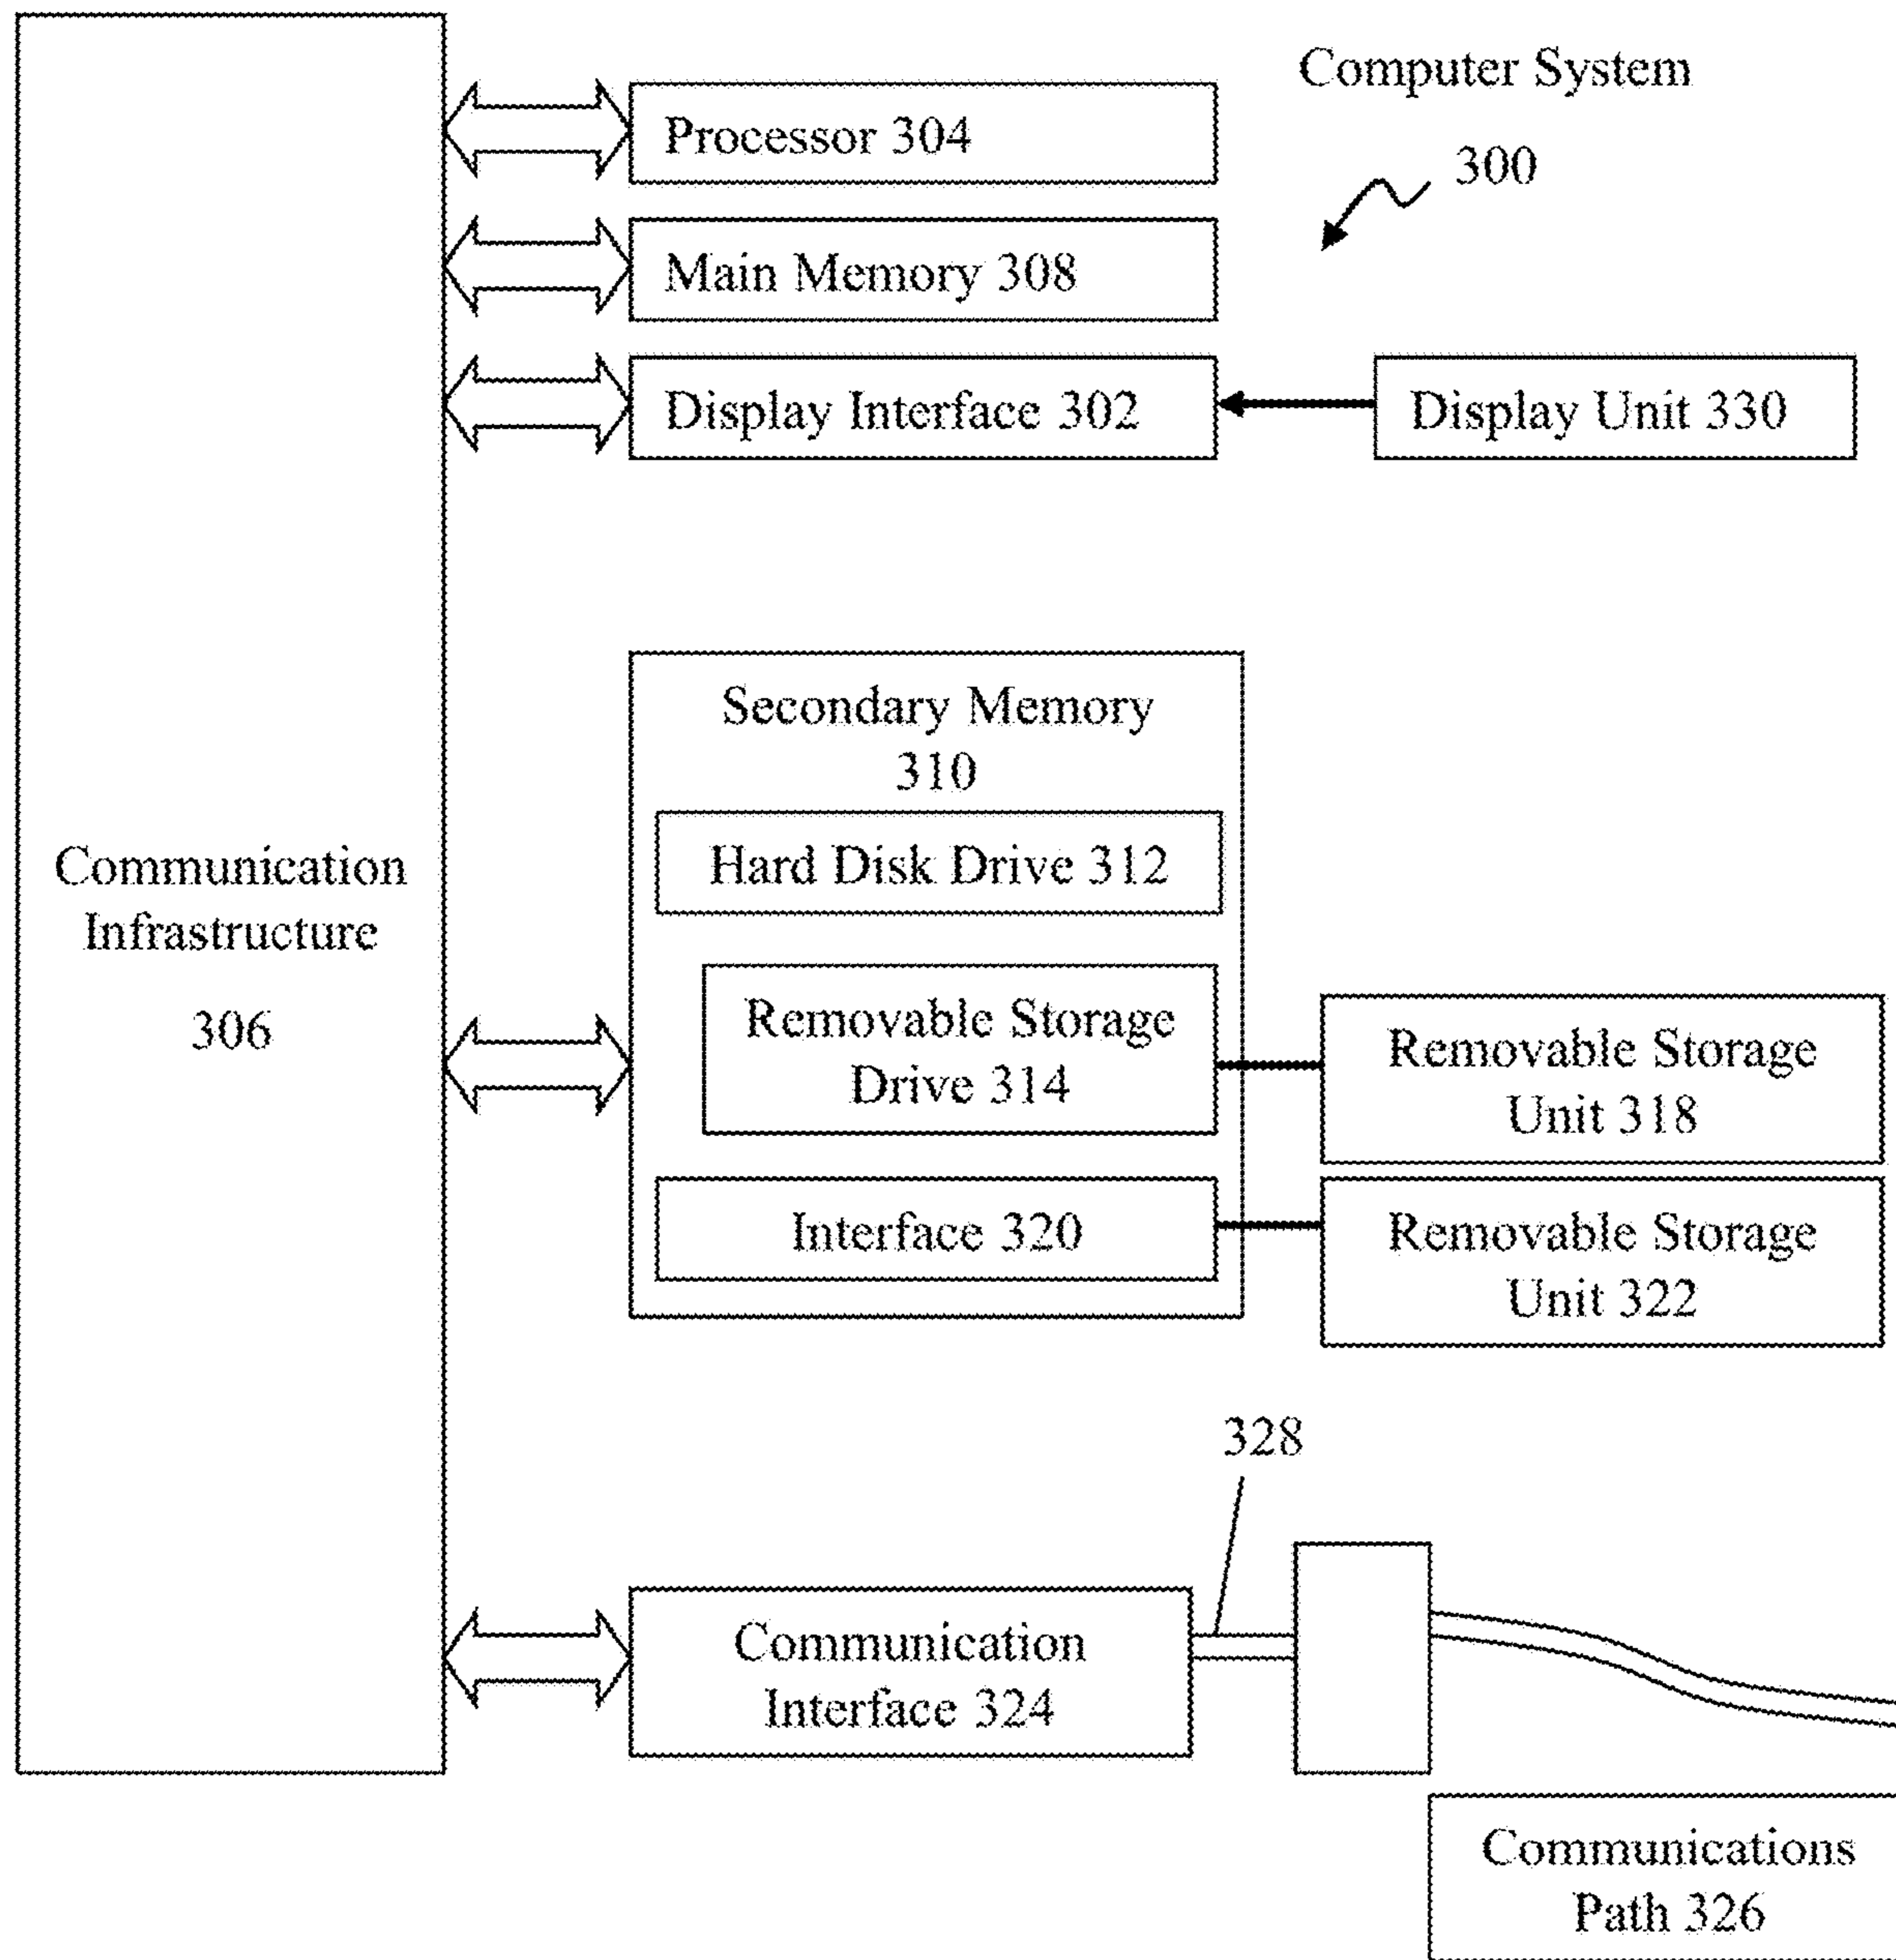 Computer System
300
Processor 304
Main Memory 308
Display Interface 302
Display Unit 330
Communication
Infrastructure
306
Secondary Memory
310
Hard Disk Drive 312
Removable Storage
Drive 314
Interface 320
Removable Storage
Unit 318
Removable Storage
Unit 322
328
Communication
Interface 324
Communications
Path 326